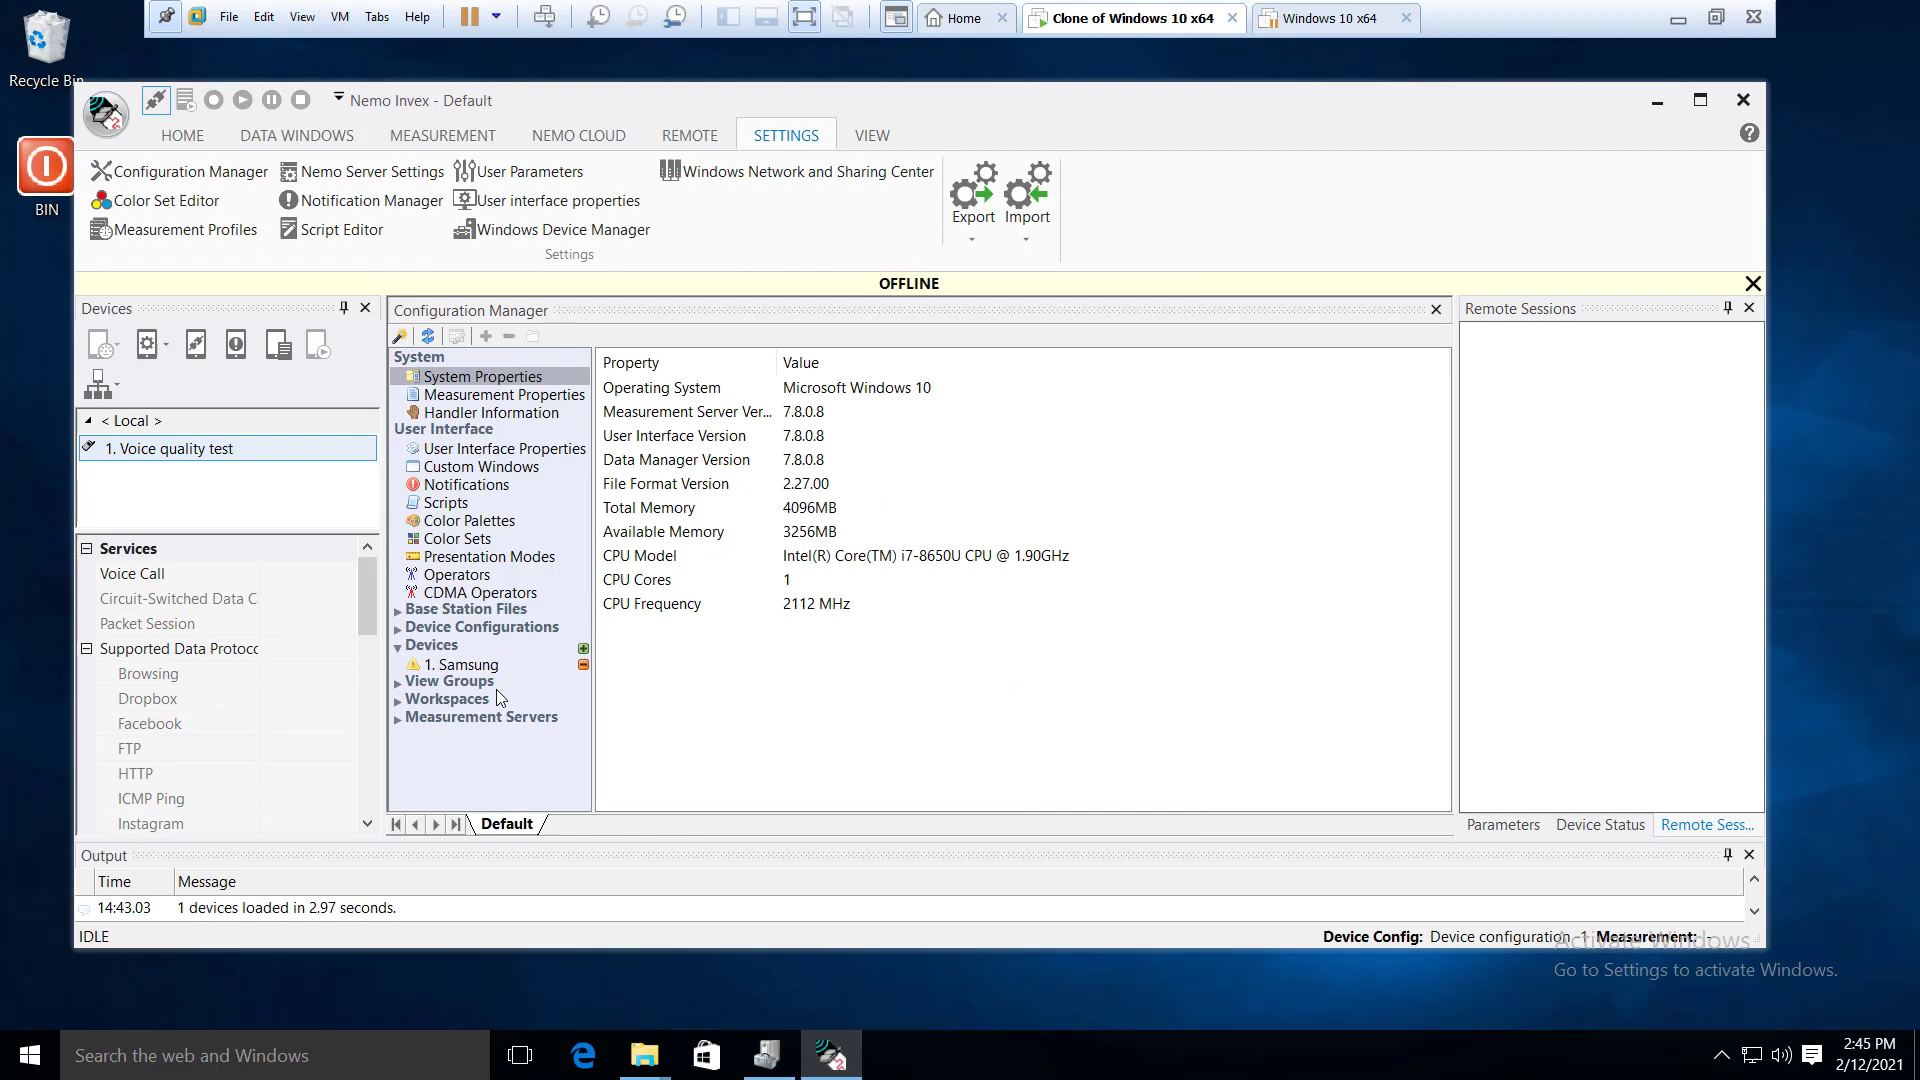 Recycle Bin
File Edit View VM Tabs Help Home Clone of Windows 10 x64 Windows 10 x64
Nemo Invex - Default
BIN
HOME DATA WINDOWS MEASUREMENT NEMO CLOUD REMOTE SETTINGS VIEW
Configuration Manager Nemo Server Settings User Parameters Windows Network and Sharing Center
Color Set Editor Notification Manager User interface properties
Measurement Profiles Script Editor Windows Device Manager
Export Import
Settings
OFFLINE
Devices
< Local >
1. Voice quality test
Services
Voice Call
Circuit-Switched Data C
Packet Session
Supported Data Protocc
Browsing
Dropbox
Facebook
FTP
HTTP
ICMP Ping
Instagram
Configuration Manager
System
System Properties
Measurement Properties
Handler Information
User Interface
User Interface Properties
Custom Windows
Notifications
Scripts
Color Palettes
Color Sets
Presentation Modes
Operators
CDMA Operators
Base Station Files
Device Configurations
Devices
1. Samsung
View Groups
Workspaces
Measurement Servers
Property Value
Operating System Microsoft Windows 10
Measurement Server Ver... 7.8.0.8
User Interface Version 7.8.0.8
Data Manager Version 7.8.0.8
File Format Version 2.27.00
Total Memory 4096MB
Available Memory 3256MB
CPU Model Intel(R) Core(TM) i7-8650U CPU @ 1.90GHz
CPU Cores 1
CPU Frequency 2112 MHz
Default
Remote Sessions
Parameters Device Status Remote Sess...
Output
Time Message
14:43.03 1 devices loaded in 2.97 seconds.
IDLE
Device Config: Device configuration -1 Measurement: -
Activate Windows
Go to Settings to activate Windows.
Search the web and Windows
2:45 PM
2/12/2021